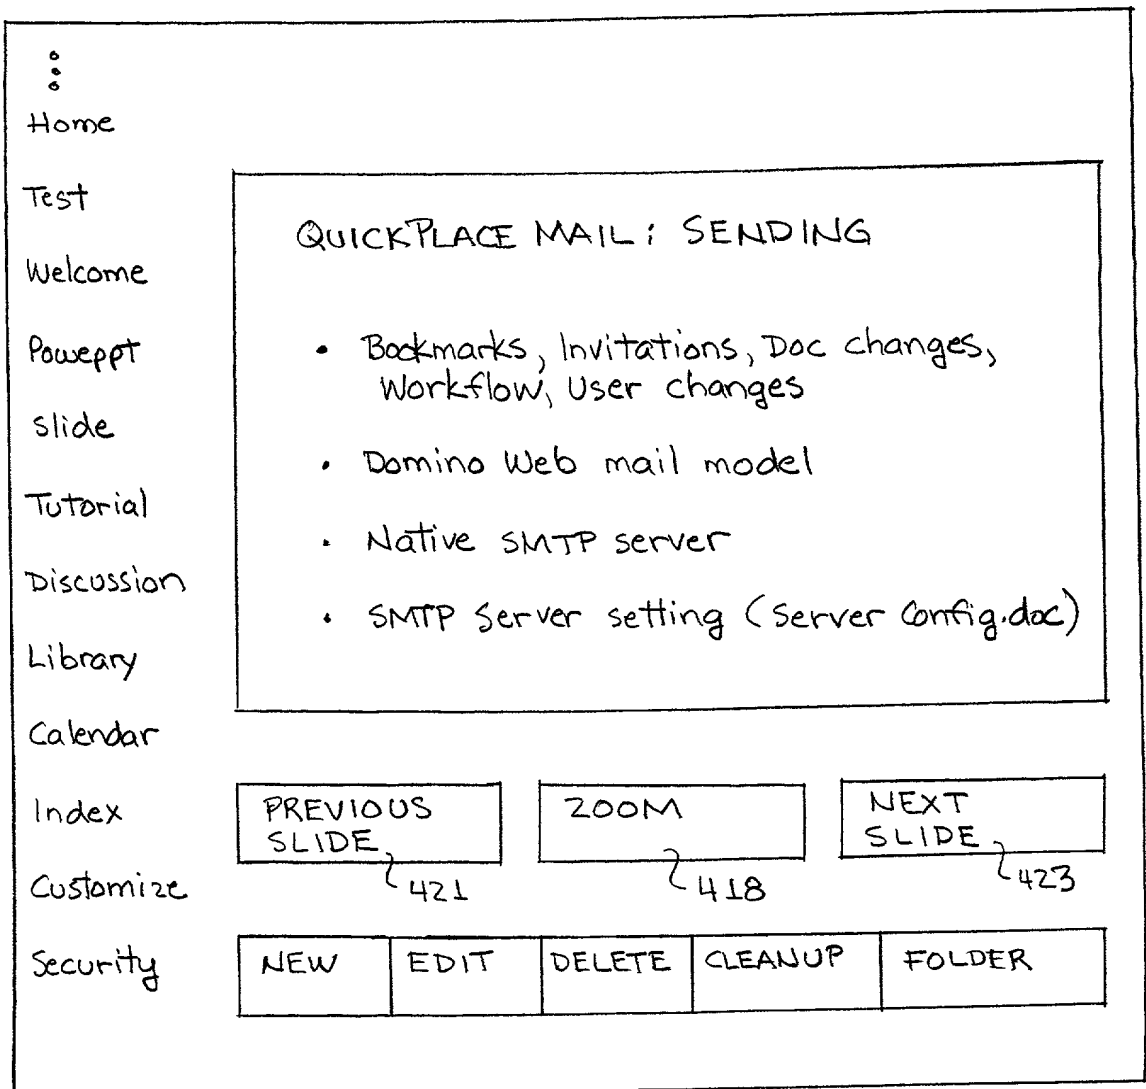 Home
Test
Welcome
Poweppt
Slide
Tutorial
Discussion
Library
Calendar
Index
Customize
Security
QUICKPLACE MAIL: SENDING
• Bookmarks, Invitations, Doc changes,
Workflow, User changes
• Domino Web mail model
• Native SMTP server
• SMTP Server setting (Server Config.doc)
PREVIOUS
SLIDE
421
ZOOM
418
NEXT
SLIDE
423
NEW EDIT DELETE CLEANUP FOLDER